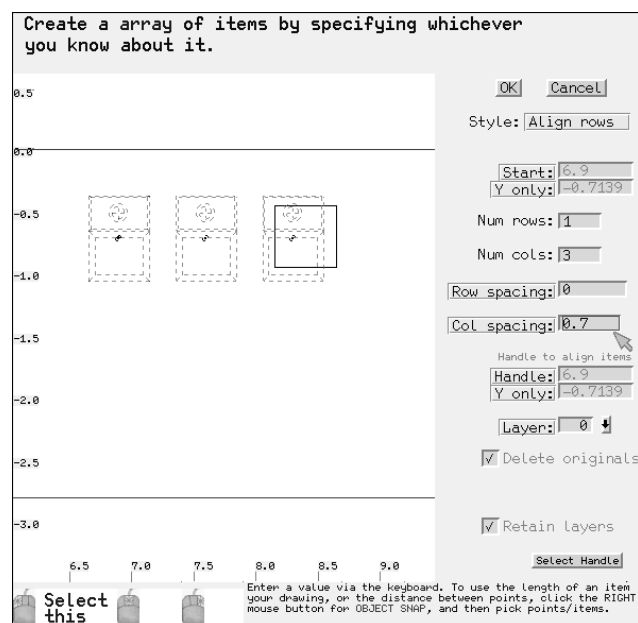 Create a array of items by specifying whichever
you know about it.
OK Cancel
Style: Align rows
Start: 6.9
Y only: -0.7139
Num rows: 1
Num cols: 3
Row spacing: 0
Col spacing: 0.7
Handle to align items
Handle: 6.9
Y only: -0.7139
Layer: 0
Delete originals
Retain layers
Select Handle
0.5
0.0
-0.5
-1.0
-1.5
-2.0
-2.5
-3.0
6.5 7.0 7.5 8.0 8.5 9.0
Select
this
Enter a value via the keyboard. To use the length of an item
your drawing, or the distance between points, click the RIGHT
mouse button for OBJECT SNAP, and then pick points/items.